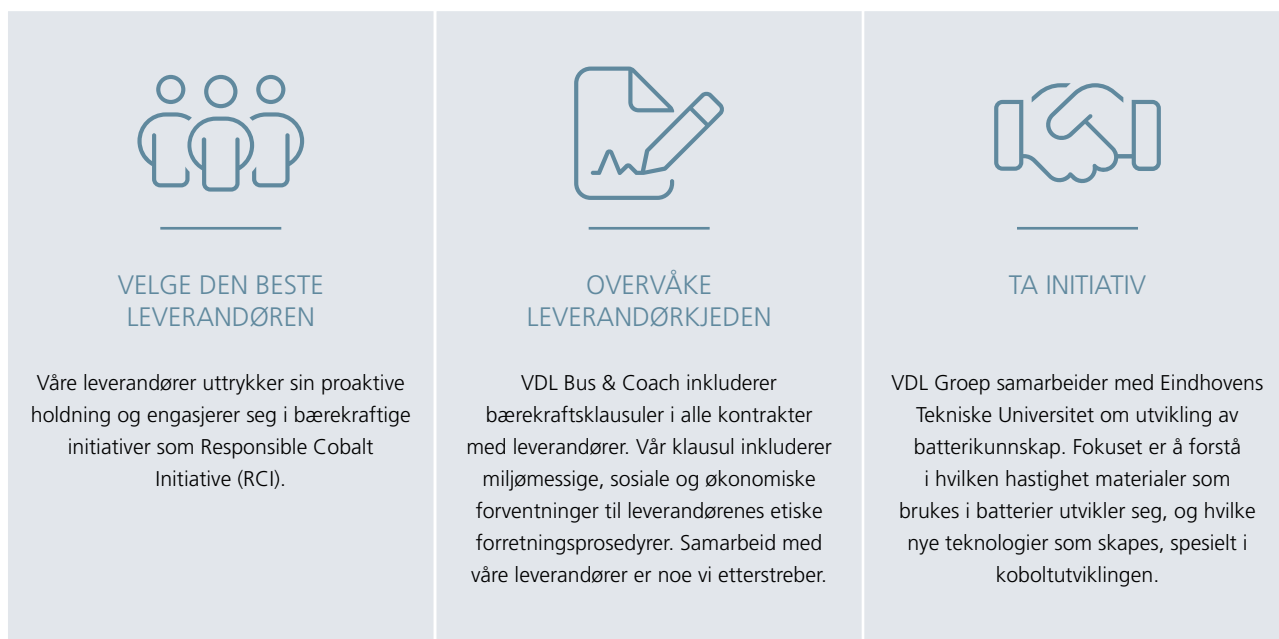 VELGE DEN BESTE
LEVERANDØREN
Våre leverandører uttrykker sin proaktive
holdning og engasjerer seg i bærekraftige
initiativer som Responsible Cobalt
Initiative (RCI).
OVERVÅKE
LEVERANDØRKJEDEN
VDL Bus & Coach inkluderer
bærekraftsklausuler i alle kontrakter
med leverandører. Vår klausul inkluderer
miljømessige, sosiale og økonomiske
forventninger til leverandørenes etiske
forretningsprosedyrer. Samarbeid med
våre leverandører er noe vi etterstreber.
TA INITIATIV
VDL Groep samarbeider med Eindhovens
Tekniske Universitet om utvikling av
batterikunnskap. Fokuset er å forstå
i hvilken hastighet materialer som
brukes i batterier utvikler seg, og hvilke
nye teknologier som skapes, spesielt i
koboltutviklingen.